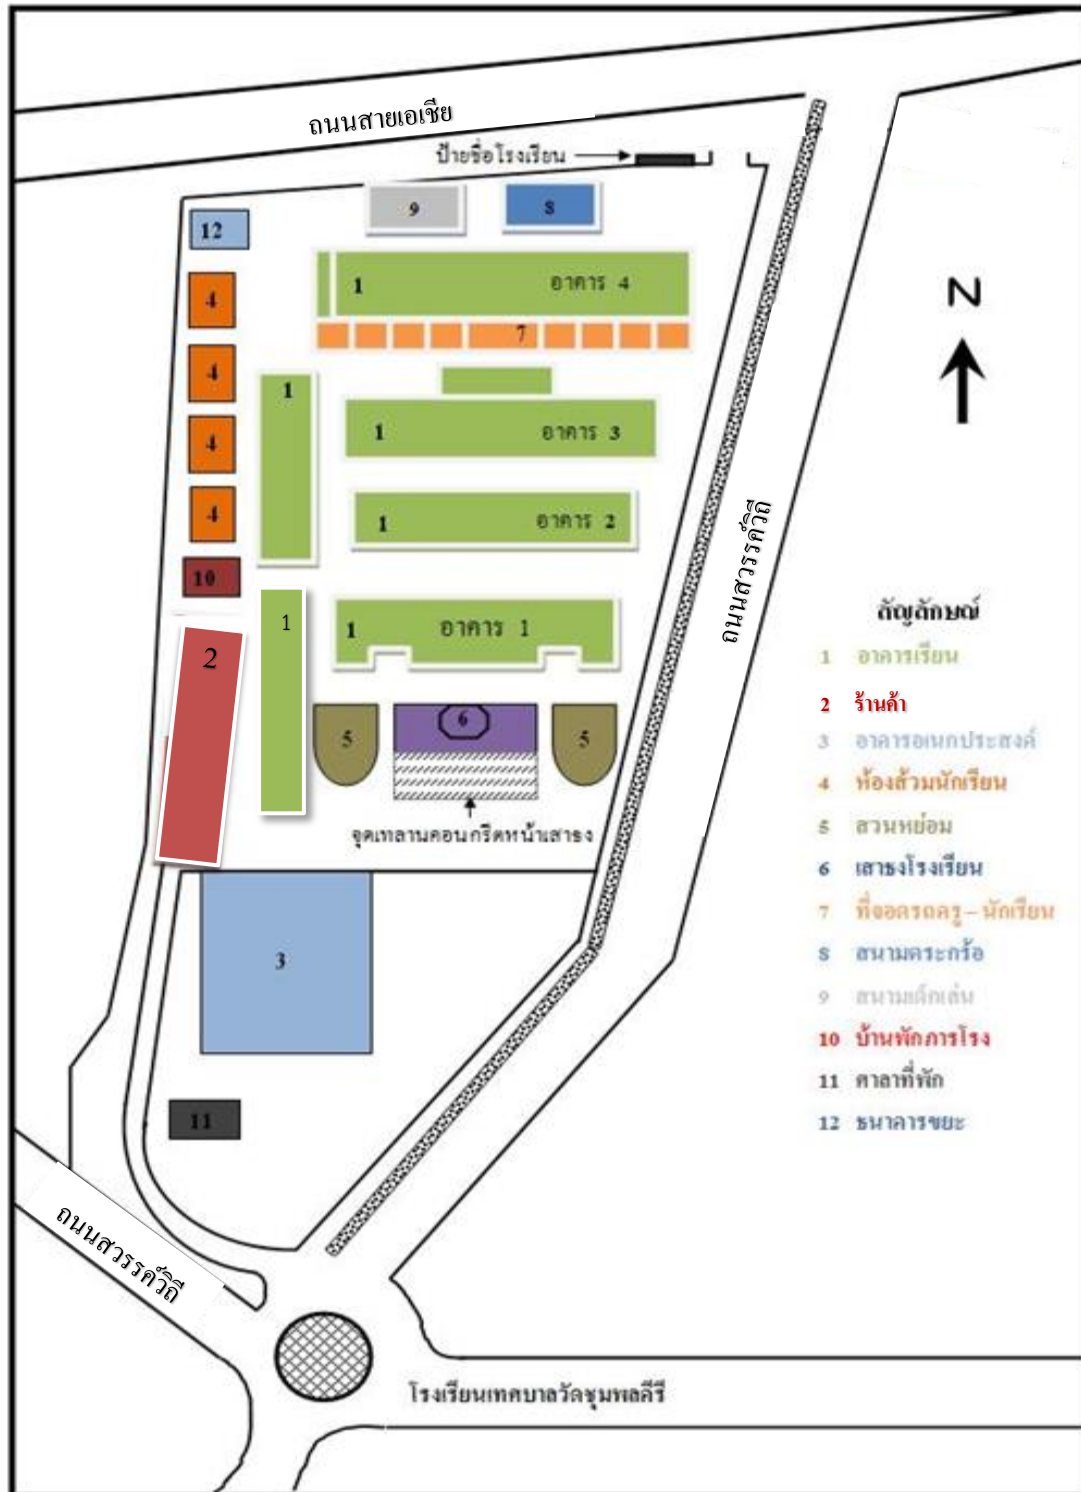 ถนนสายเอเชีย
ป้ายชื่อโรงเรียน
9
8
12
1 อาคาร 4
4
7
N
4
1
1 อาคาร 3
4
4
1 อาคาร 2
ถนนสวรรค์วิถี
10
1
1 อาคาร 1
2
5
6
5
จุดเทลานคอนกรีตหน้าเสาธง
3
11
สัญลักษณ์
1 อาคารเรียน
2 ร้านค้า
3 อาคารอเนกประสงค์
4 ห้องส้วมนักเรียน
5 สวนหย่อม
6 เสาธงโรงเรียน
7 ที่จอดรถครู – นักเรียน
8 สนามตะกร้อ
9 สนามเด็กเล่น
10 บ้านพักภารโรง
11 ศาลาที่พัก
12 ธนาคารขยะ
ถนนสวรรค์วิถี
โรงเรียนเทศบาลวัดชุมพลคีรี